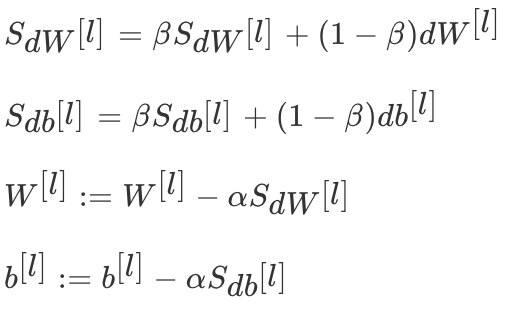 S_{dW^{[l]}} = βS_{dW^{[l]}} + (1 − β)dW^{[l]}
S_{db^{[l]}} = βS_{db^{[l]}} + (1 − β)db^{[l]}
W^{[l]} := W^{[l]} − αS_{dW^{[l]}}
b^{[l]} := b^{[l]} − αS_{db^{[l]}}